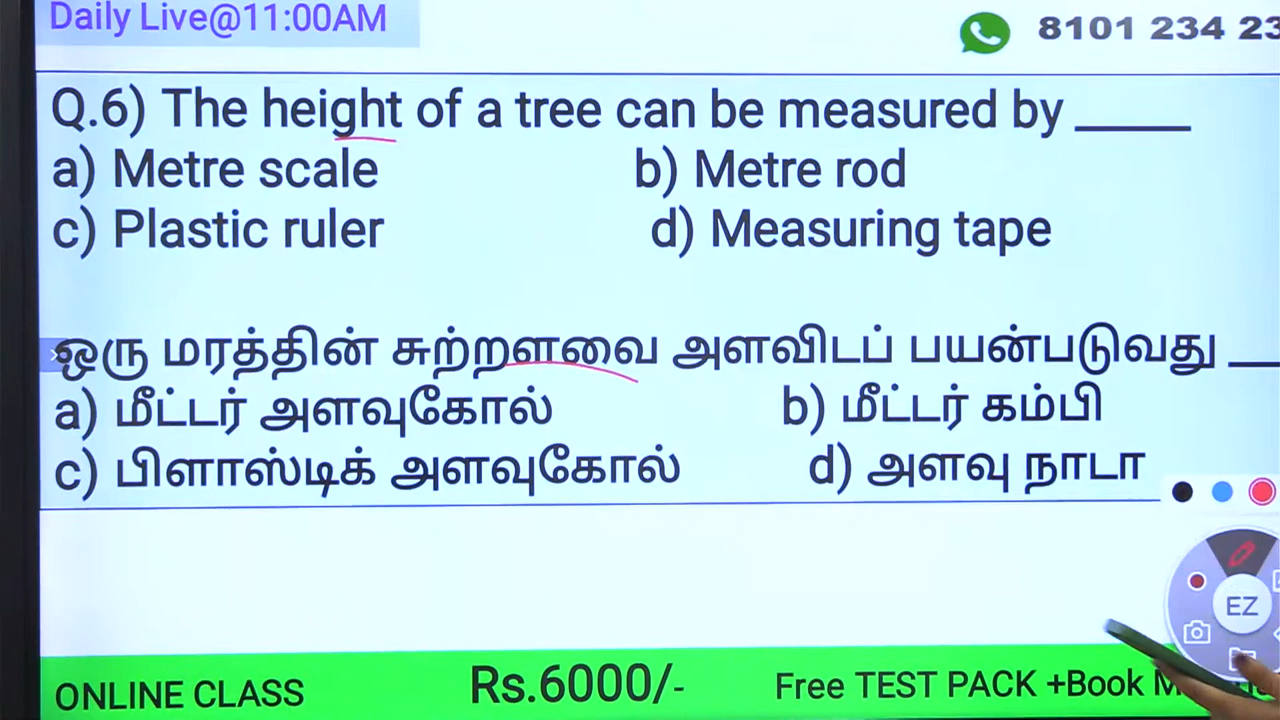 Daily Live@11:00AM
8101 234 23
Q.6) The height of a tree can be measured by _____
a) Metre scale b) Metre rod
c) Plastic ruler d) Measuring tape
ஒரு மரத்தின் சுற்றளவை அளவிடப் பயன்படுவது ___
a) மீட்டர் அளவுகோல் b) மீட்டர் கம்பி
c) பிளாஸ்டிக் அளவுகோல் d) அளவு நாடா
EZ
ONLINE CLASS Rs.6000/- Free TEST PACK +Book